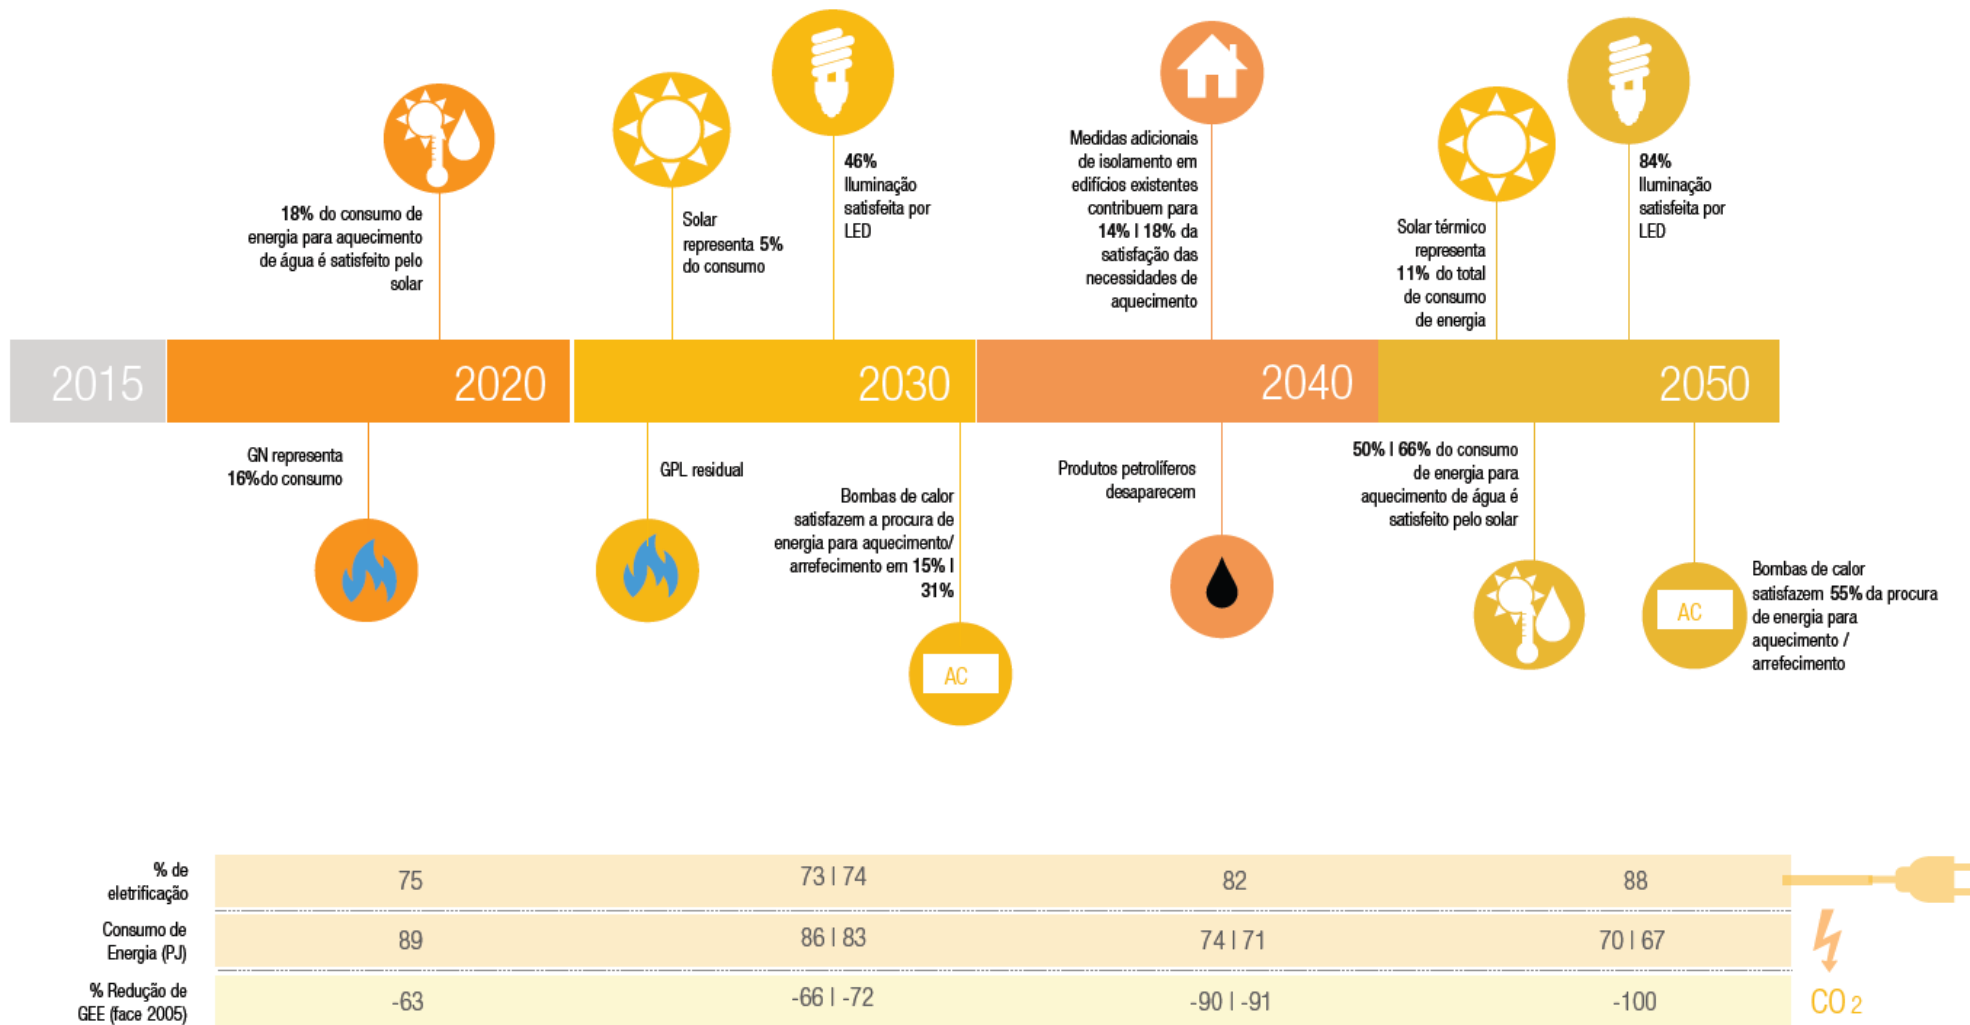 18% do consumo de
energia para aquecimento
de água é satisfeito pelo
solar
Solar
representa 5%
do consumo
46%
Iluminação
satisfeita por
LED
Medidas adicionais
de isolamento em
edifícios existentes
contribuem para
14% | 18% da
satisfação das
necessidades de
aquecimento
Solar térmico
representa
11% do total
de consumo
de energia
84%
Iluminação
satisfeita por
LED
2015
2020
2030
2040
2050
GN representa
16%do consumo
GPL residual
Bombas de calor
satisfazem a procura de
energia para aquecimento/
arrefecimento em 15% |
31%
AC
Produtos petrolíferos
desaparecem
50% | 66% do consumo
de energia para
aquecimento de água é
satisfeito pelo solar
AC
Bombas de calor
satisfazem 55% da procura
de energia para
aquecimento /
arrefecimento
% de
eletrificação
75
73 | 74
82
88
Consumo de
Energia (PJ)
89
86 | 83
74 | 71
70 | 67
% Redução de
GEE (face 2005)
-63
-66 | -72
-90 | -91
-100
CO 2